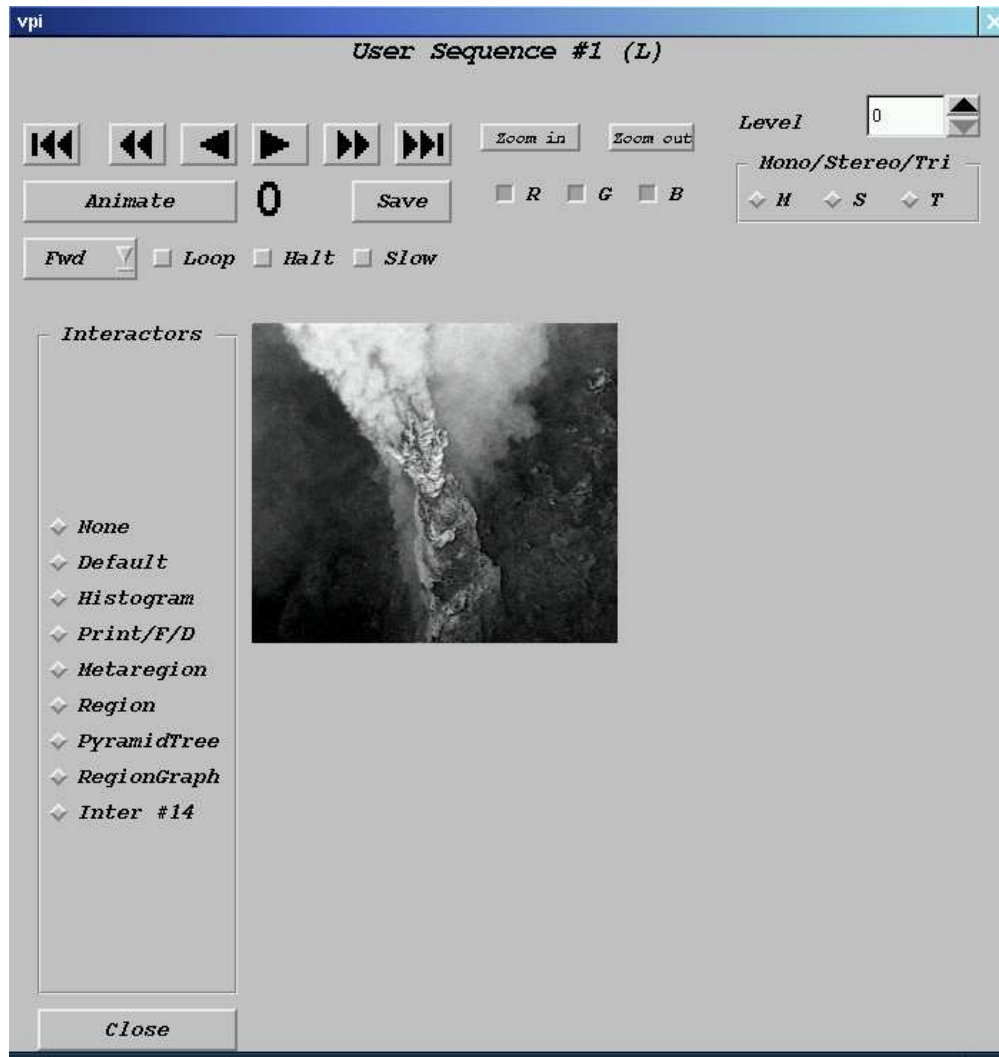 vpi
User Sequence #1 (L)
Zoom in Zoom out
Level 0
Mono/Stereo/Tri
Animate 0 Save
R G B
M S T
Fwd Loop Halt Slow
Interactors
None
Default
Histogram
Print/F/D
Metaregion
Region
PyramidTree
RegionGraph
Inter #14
Close